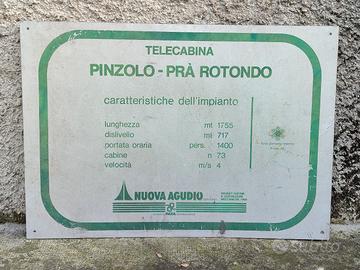 TELECABINA
PINZOLO - PRÀ ROTONDO
caratteristiche dell'impianto
lunghezza mt 1755
dislivello mt 717
portata oraria pers. 1400
cabine n 73
velocità m/s 4
NUOVA AGUDIO